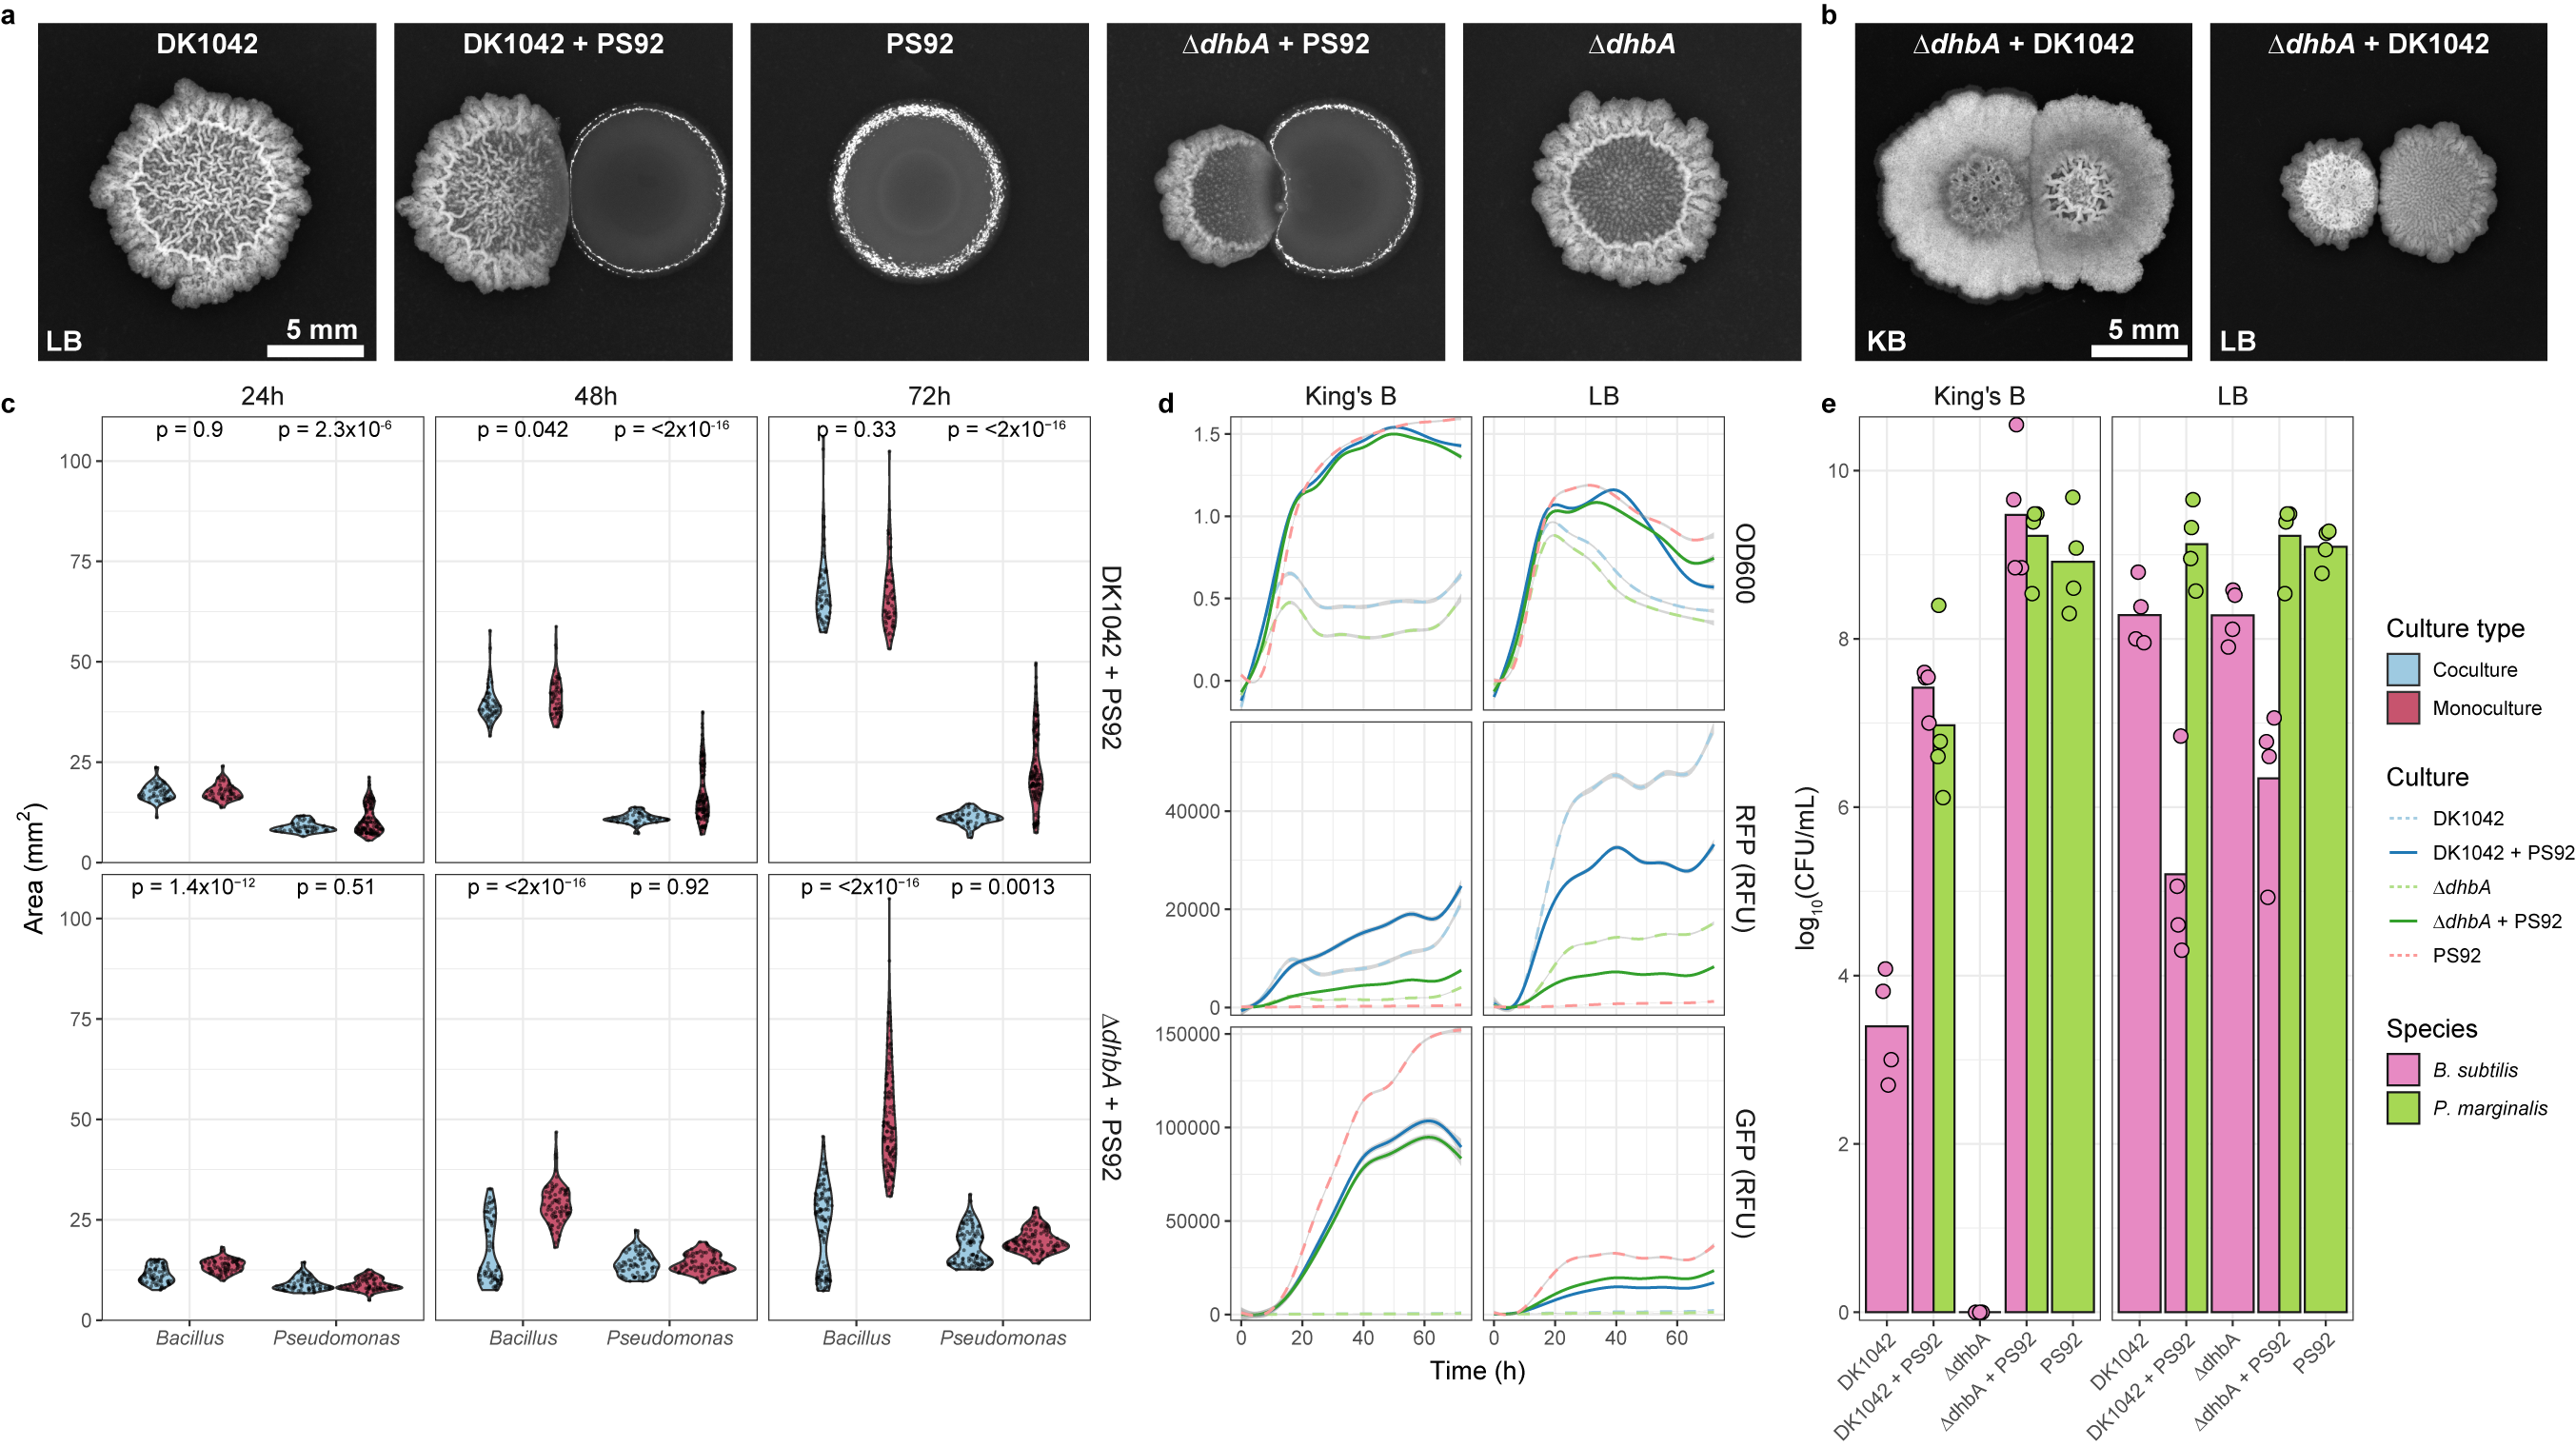 a
DK1042
DK1042 + PS92
PS92
ΔdhbA + PS92
ΔdhbA
LB
5 mm
b
ΔdhbA + DK1042
ΔdhbA + DK1042
KB
5 mm
LB
c
24h
48h
72h
p = 0.9
p = 2.3x10⁻⁶
p = 0.042
p = <2x10⁻¹⁶
p = 0.33
p = <2x10⁻¹⁶
100
75
50
25
0
DK1042 + PS92
p = 1.4x10⁻¹²
p = 0.51
p = <2x10⁻¹⁶
p = 0.92
p = <2x10⁻¹⁶
p = 0.0013
100
75
50
25
0
ΔdhbA + PS92
Area (mm²)
Bacillus
Pseudomonas
Bacillus
Pseudomonas
Bacillus
Pseudomonas
d
King's B
LB
1.5
1.0
0.5
0.0
OD600
40000
20000
0
RFP (RFU)
150000
100000
50000
0
GFP (RFU)
0
20
40
60
0
20
40
60
Time (h)
e
King's B
LB
10
8
6
4
2
0
log₁₀(CFU/mL)
DK1042
DK1042 + PS92
ΔdhbA
ΔdhbA + PS92
PS92
DK1042
DK1042 + PS92
ΔdhbA
ΔdhbA + PS92
PS92
Culture type
Coculture
Monoculture
Culture
DK1042
DK1042 + PS92
ΔdhbA
ΔdhbA + PS92
PS92
Species
B. subtilis
P. marginalis